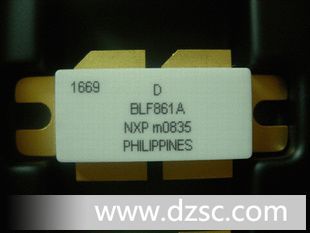 1669 D
BLF861A
NXP m0835
PHILIPPINES
www.dzsc.com